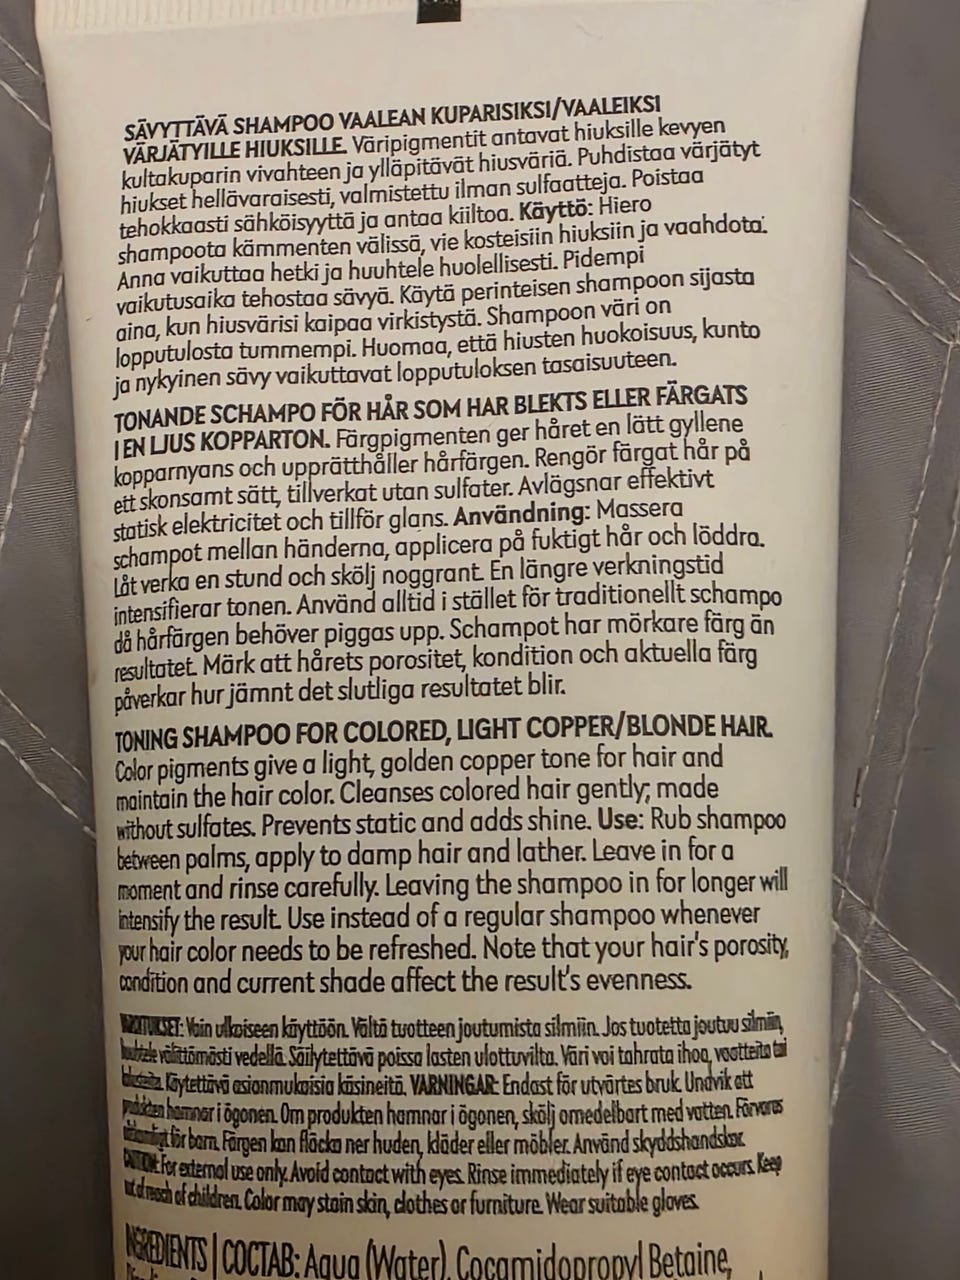 SÄVYTTÄVÄ SHAMPOO VAALEAN KUPARISIKSI/VAALEIKSI
VÄRJÄTYILLE HIUKSILLE. Väripigmentit antavat hiuksille kevyen
kultakuparin vivahteen ja ylläpitävät hiusväriä. Puhdistaa värjätyt
hiukset hellävaraisesti, valmistettu ilman sulfaatteja. Poistaa
tehokkaasti sähköisyyttä ja antaa kiiltoa. Käyttö: Hiero
shampoota kämmenten välissä, vie kosteisiin hiuksiin ja vaahdota.
Anna vaikuttaa hetki ja huuhtele huolellisesti. Pidempi
vaikutusaika tehostaa sävyä. Käytä perinteisen shampoon sijasta
aina, kun hiusvärisi kaipaa virkistystä. Shampoon väri on
lopputulosta tummempi. Huomaa, että hiusten huokoisuus, kunto
ja nykyinen sävy vaikuttavat lopputuloksen tasaisuuteen.
TONANDE SCHAMPO FÖR HÅR SOM HAR BLEKTS ELLER FÄRGATS
I EN LJUS KOPPARTON. Färgpigmenten ger håret en lätt gyllene
kopparnyans och upprätthåller hårfärgen. Rengör färgat hår på
ett skonsamt sätt, tillverkat utan sulfater. Avlägsnar effektivt
statisk elektricitet och tillför glans. Användning: Massera
schampot mellan händerna, applicera på fuktigt hår och löddra.
Låt verka en stund och skölj noggrant. En längre verkningstid
intensifierar tonen. Använd alltid i stället för traditionellt schampo
då hårfärgen behöver piggas upp. Schampot har mörkare färg än
resultatet. Märk att hårets porositet, kondition och aktuella färg
påverkar hur jämnt det slutliga resultatet blir.
TONING SHAMPOO FOR COLORED, LIGHT COPPER/BLONDE HAIR.
Color pigments give a light, golden copper tone for hair and
maintain the hair color. Cleanses colored hair gently; made
without sulfates. Prevents static and adds shine. Use: Rub shampoo
between palms, apply to damp hair and lather. Leave in for a
moment and rinse carefully. Leaving the shampoo in for longer will
intensify the result. Use instead of a regular shampoo whenever
your hair color needs to be refreshed. Note that your hair's porosity,
condition and current shade affect the result's evenness.
Vain ulkoiseen käyttöön. Vältä tuotteen joutumista silmiin. Jos tuotetta joutuu silmiin,
huuhtele välittömästi vedellä. Säilytettävä poissa lasten ulottuvilta. Väri voi tahrata ihoa, vaatteita tai
kalusteita. Käytettävä asianmukaisia käsineitä. VARNINGAR: Endast för utvärtes bruk. Undvik att
produkten hamnar i ögonen. Om produkten hamnar i ögonen, skölj omedelbart med vatten. Förvaras
oåtkomligt för barn. Färgen kan fläcka ner huden, kläder eller möbler. Använd skyddshandskar.
CAUTION: For external use only. Avoid contact with eyes. Rinse immediately if eye contact occurs. Keep
out of reach of children. Color may stain skin, clothes or furniture. Wear suitable gloves.
INGREDIENTS | COCTAB: Aqua (Water), Cocamidopropyl Betaine,